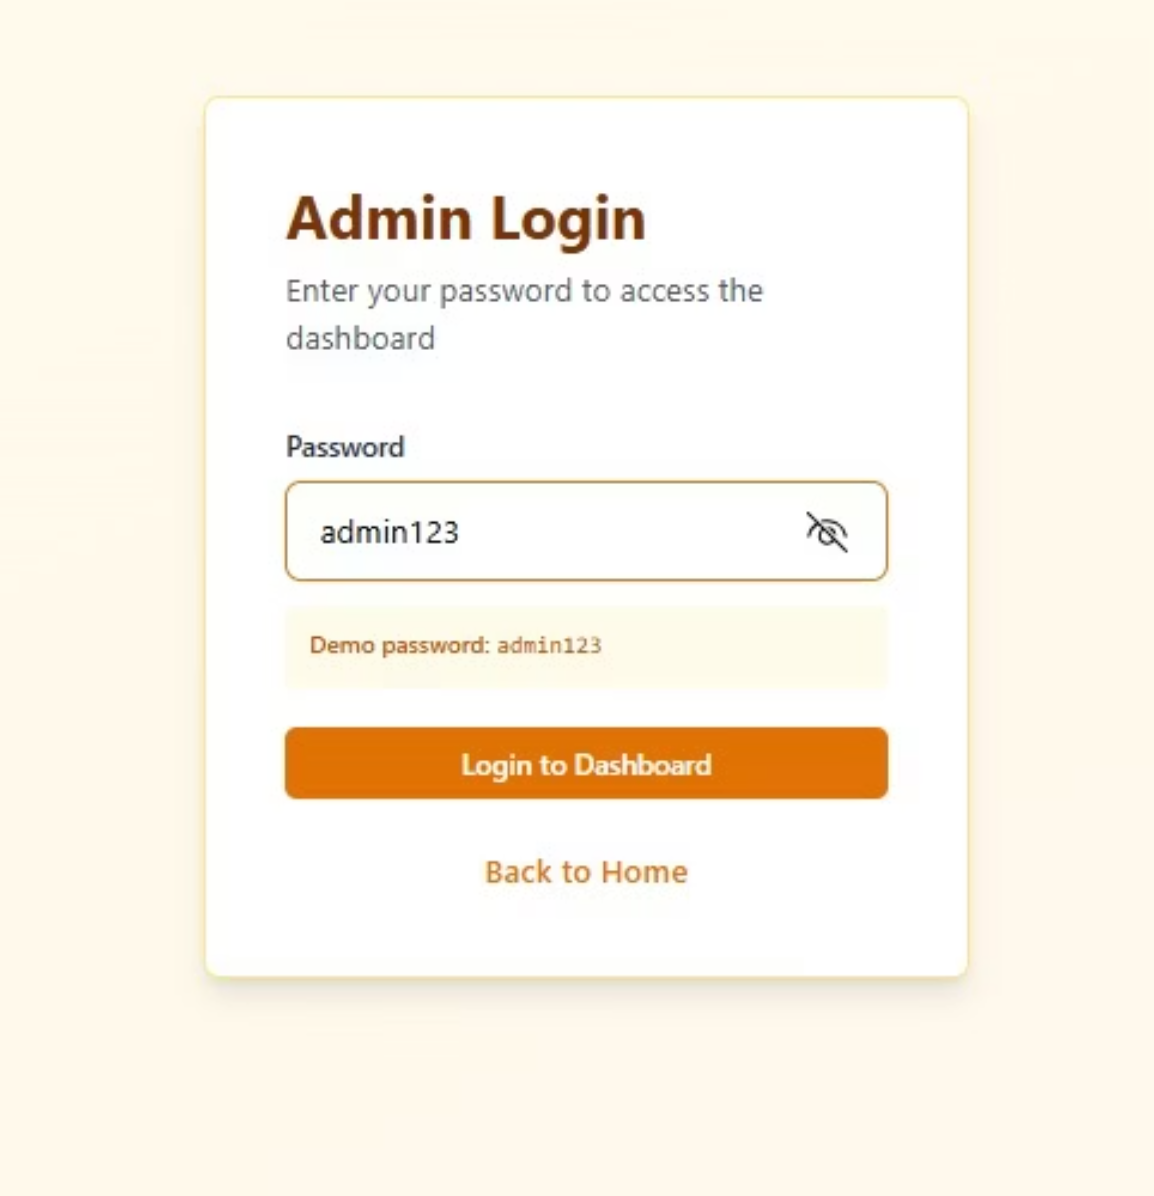 Admin Login
Enter your password to access the
dashboard
Password
admin123
Demo password: admin123
Login to Dashboard
Back to Home